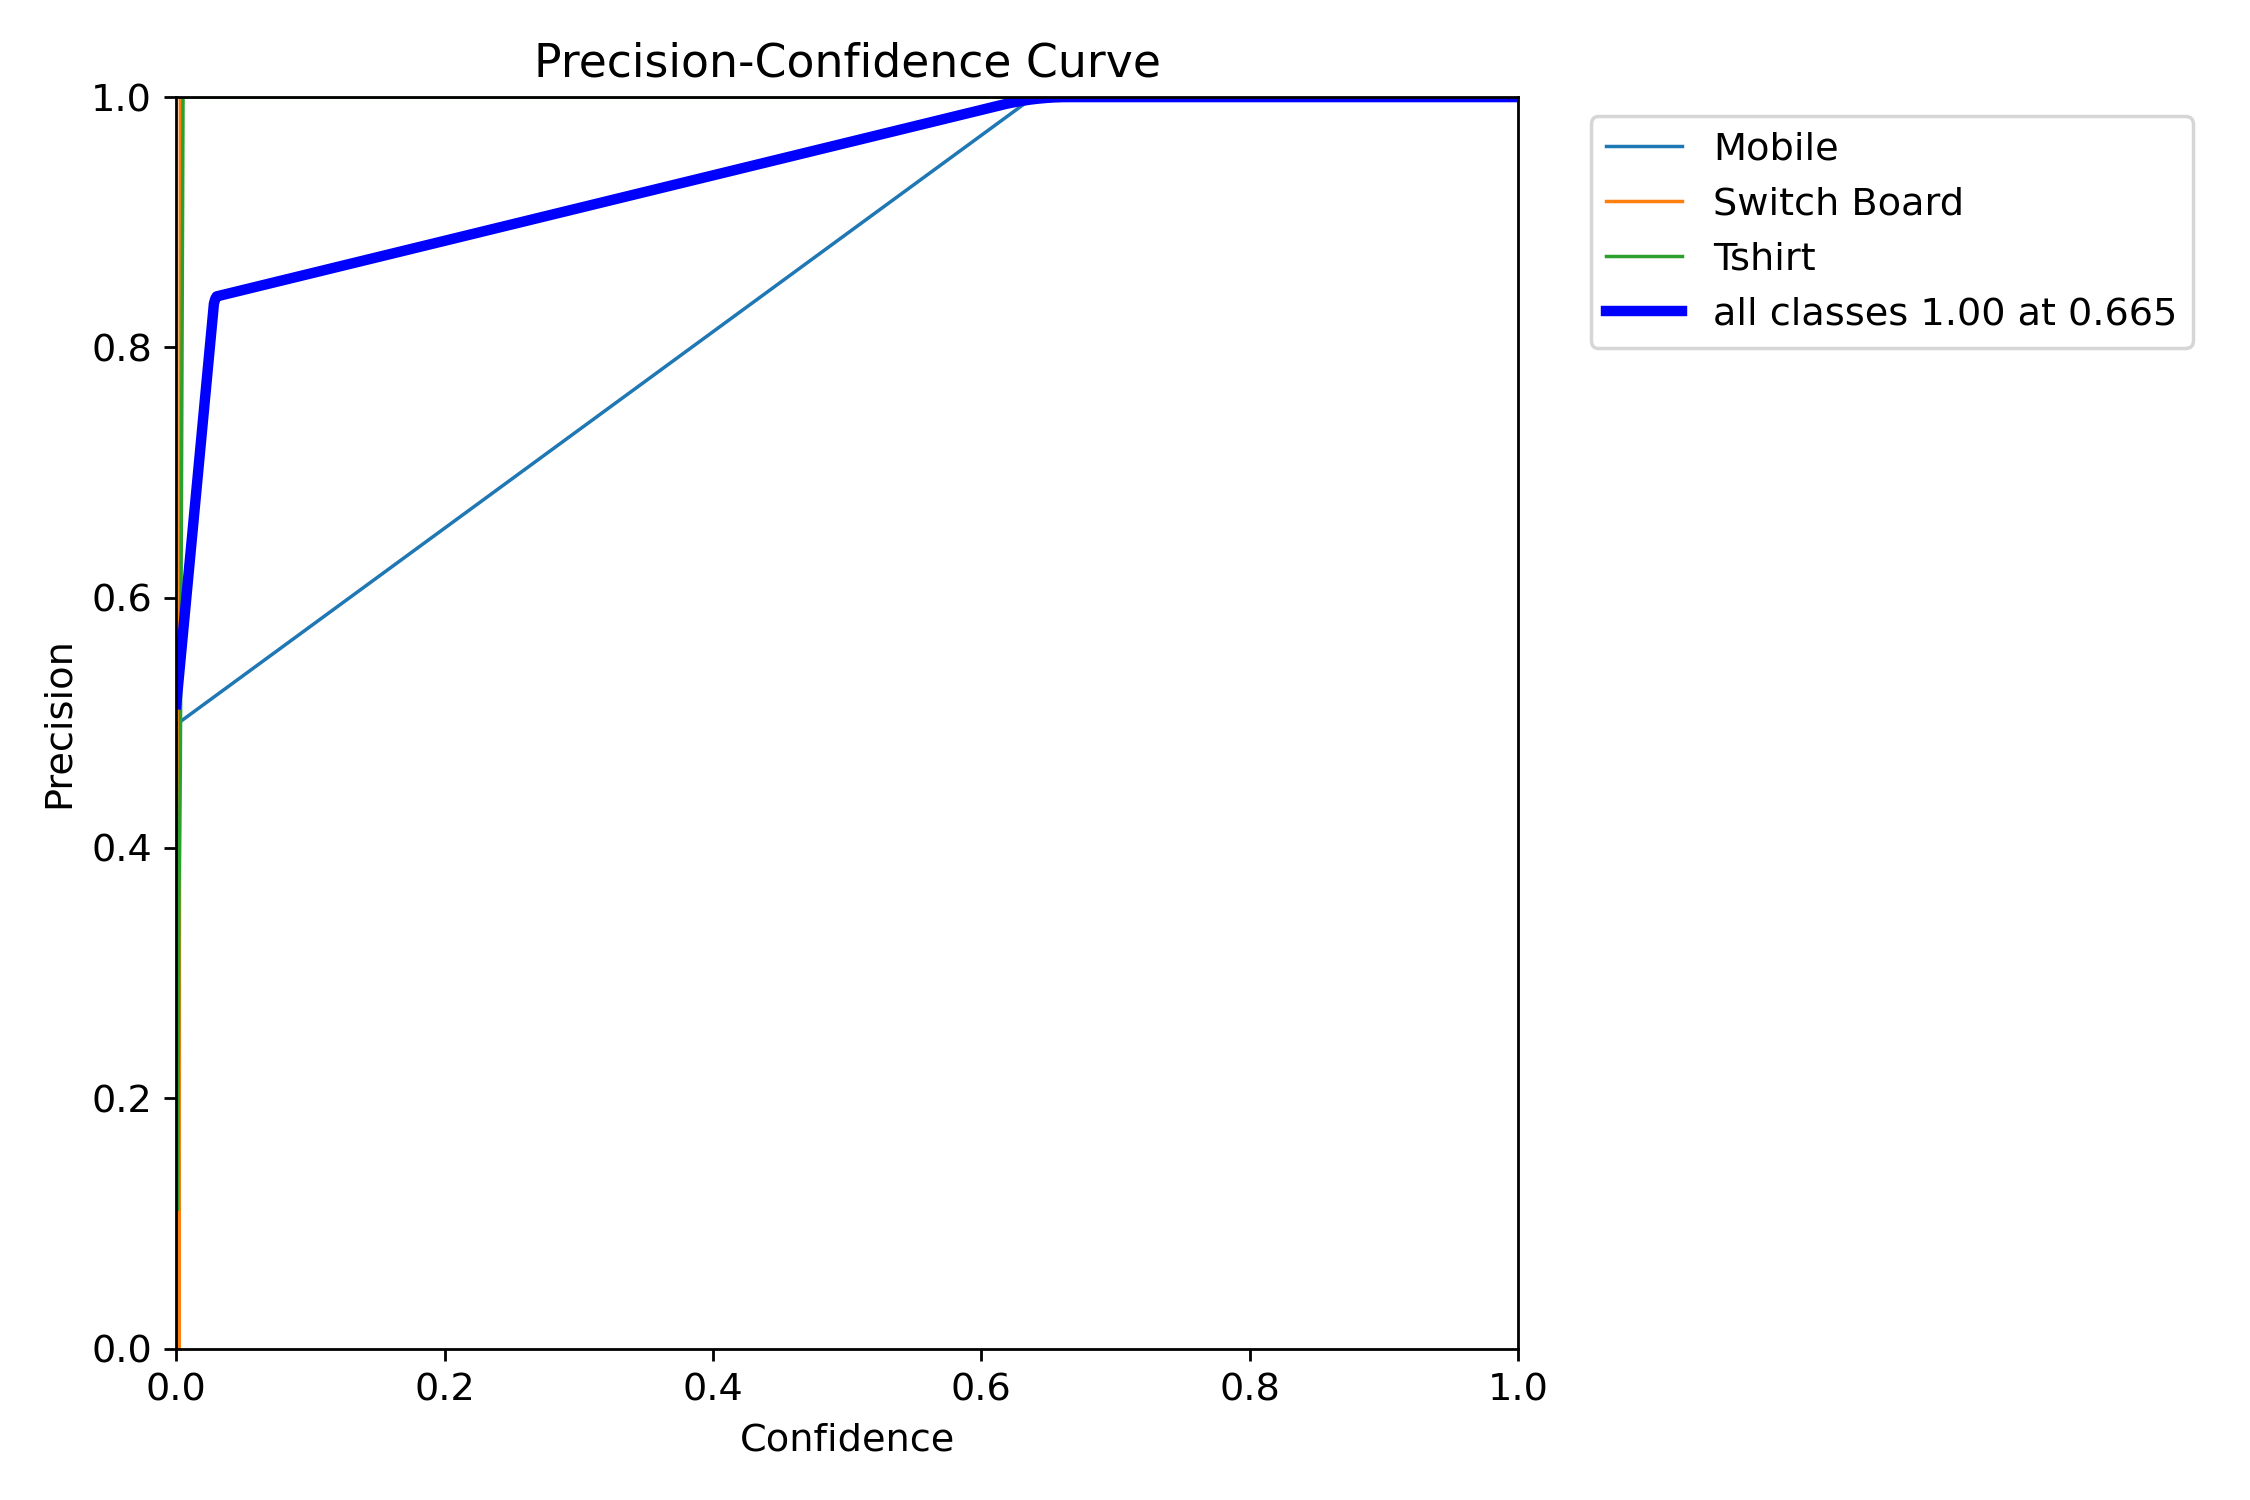 Precision-Confidence Curve
1.0
0.8
0.6
0.4
0.2
0.0
Precision
0.0 0.2 0.4 0.6 0.8 1.0
Confidence
Mobile
Switch Board
Tshirt
all classes 1.00 at 0.665